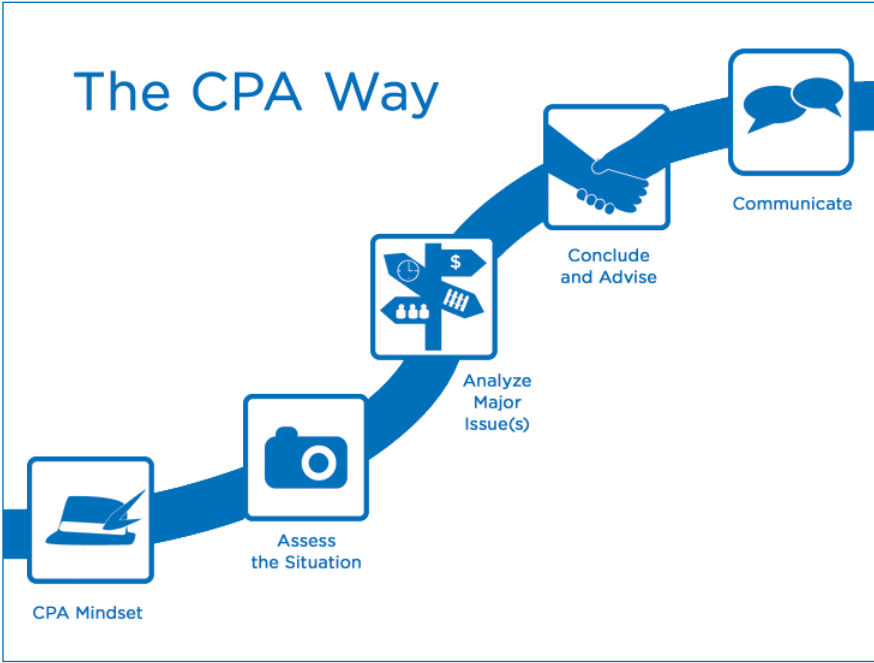 The CPA Way
CPA Mindset
Assess
the Situation
$
Analyze
Major
Issue(s)
Conclude
and Advise
Communicate